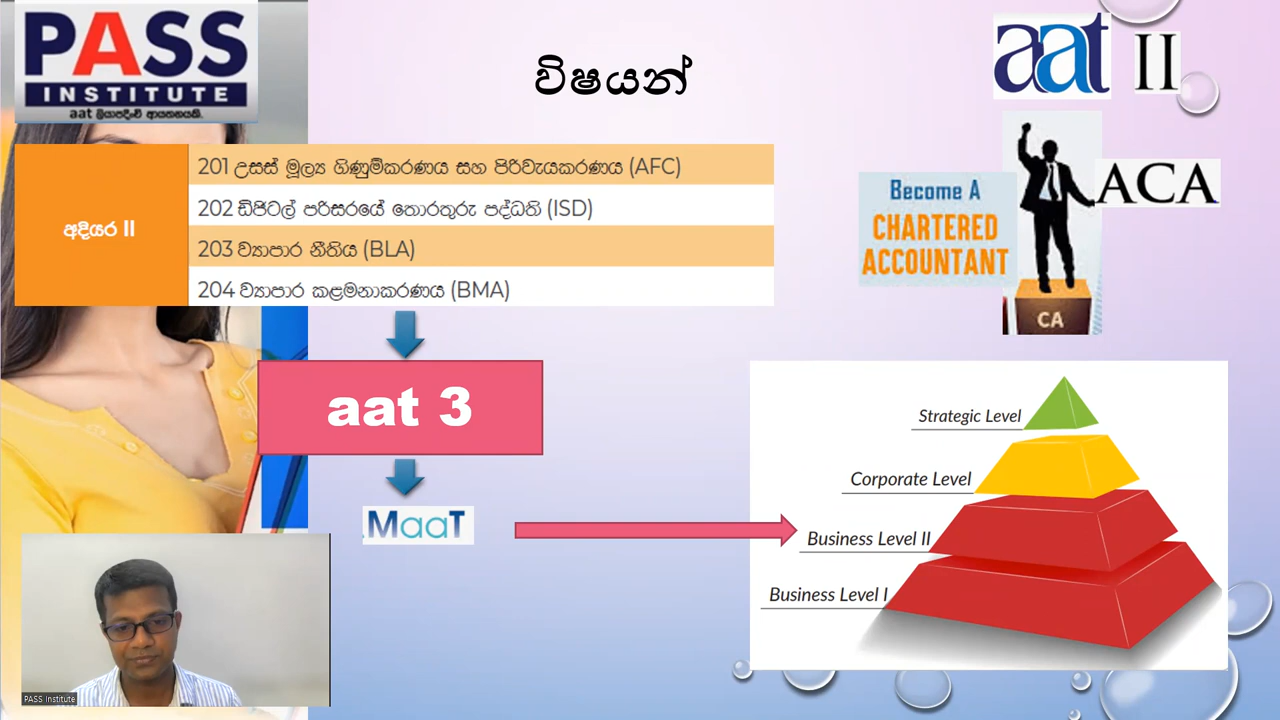 PASS
INSTITUTE
aat ලියාපදිංචි ආයතනයකි.
විෂයන්
aat II
අදියර II
201 උසස් මූල්‍ය ගිණුම්කරණය සහ පිරිවැයකරණය (AFC)
202 ඩිජිටල් පරිසරයේ තොරතුරු පද්ධති (ISD)
203 ව්‍යාපාර නීතිය (BLA)
204 ව්‍යාපාර කළමනාකරණය (BMA)
Become A
CHARTERED
ACCOUNTANT
ACA
CA
aat 3
MaaT
Strategic Level
Corporate Level
Business Level II
Business Level I
PASS Institute